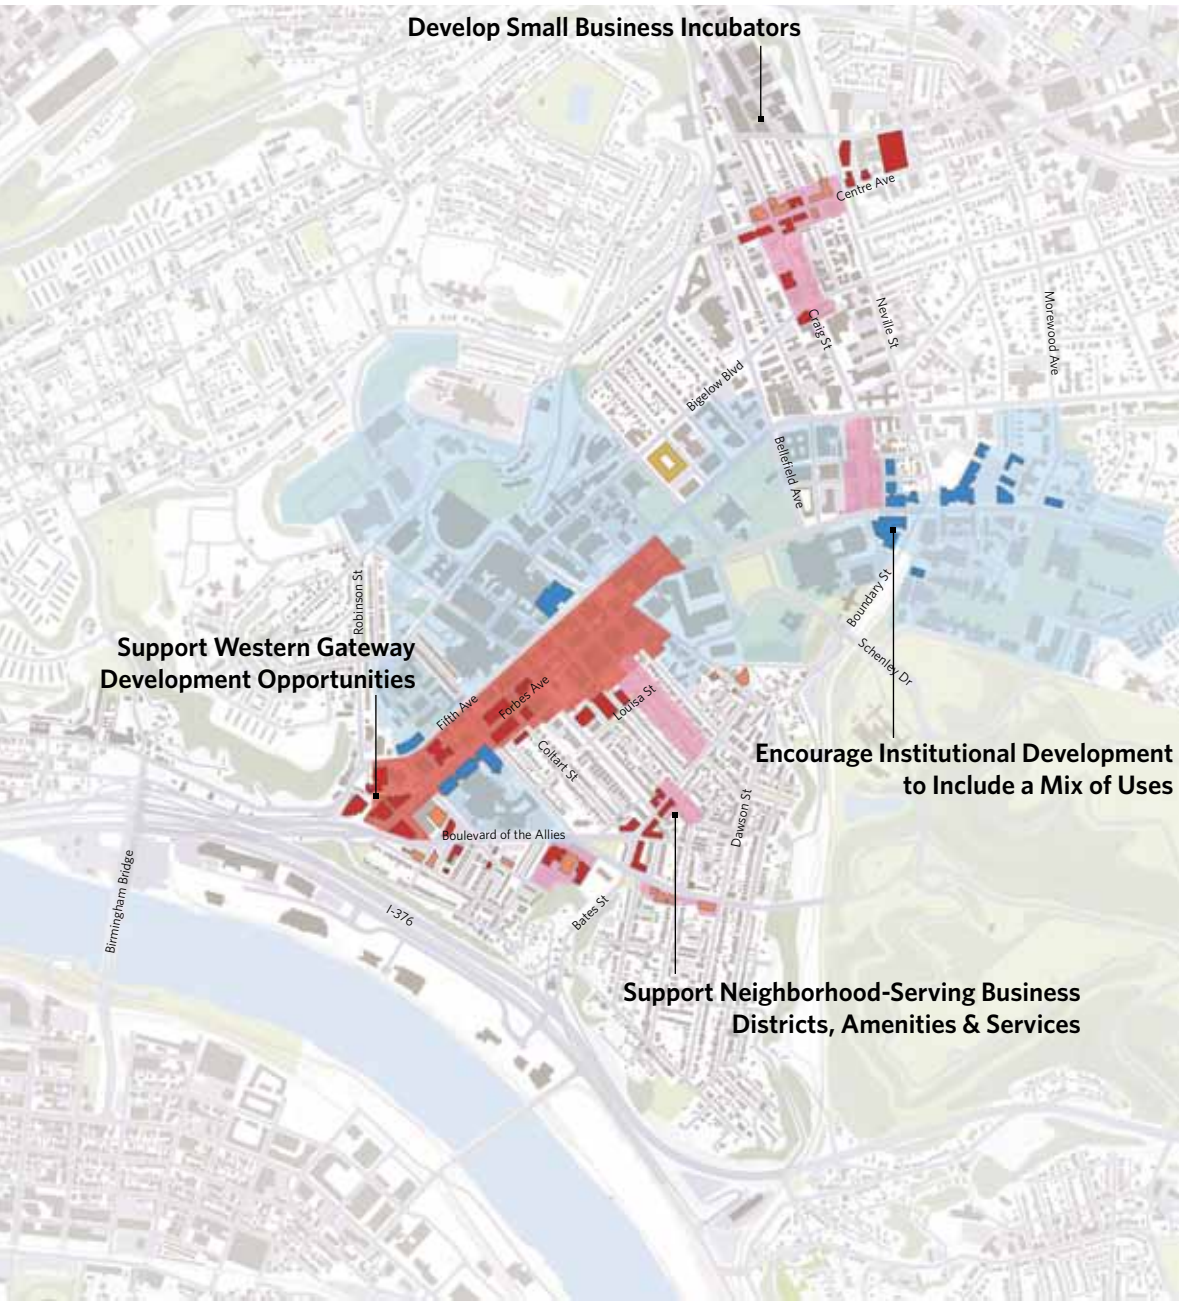 Develop Small Business Incubators
Centre Ave
Craig St
Neville St
Morewood Ave
Bigelow Blvd
Bellefield Ave
Robinson St
Boundary St
Schenley Dr
Support Western Gateway
Development Opportunities
Fifth Ave
Forbes Ave
Louisa St
Coltart St
Encourage Institutional Development
to Include a Mix of Uses
Dawson St
Boulevard of the Allies
Birmingham Bridge
I-376
Bates St
Support Neighborhood-Serving Business
Districts, Amenities & Services